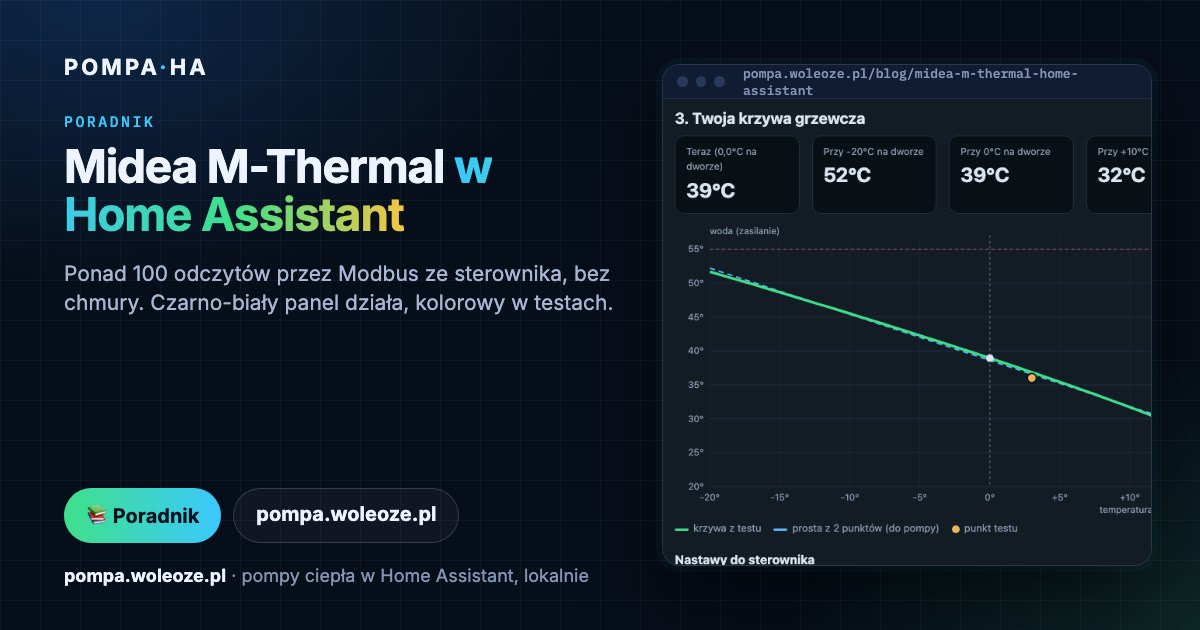 POMPA·HA
PORADNIK
Midea M-Thermal w
Home Assistant
Ponad 100 odczytów przez Modbus ze sterownika, bez
chmury. Czarno-biały panel działa, kolorowy w testach.
📚 Poradnik
pompa.woleoze.pl
pompa.woleoze.pl · pompy ciepła w Home Assistant, lokalnie
pompa.woleoze.pl/blog/midea-m-thermal-home-
assistant
3. Twoja krzywa grzewcza
Teraz (0,0°C na
dworze)
39°C
Przy -20°C na dworze
52°C
Przy 0°C na dworze
39°C
Przy +10°C
32°C
woda (zasilanie)
55°
50°
45°
40°
35°
30°
25°
20°
-20° -15° -10° -5° 0° +5° +10°
temperatura
krzywa z testu prosta z 2 punktów (do pompy) punkt testu
Nastawy do sterownika